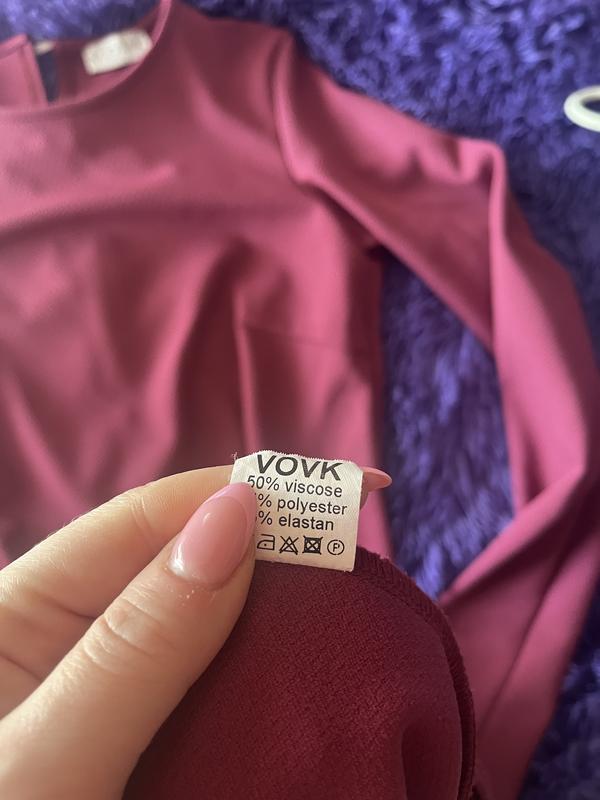 VOVK
50% viscose
% polyester
% elastan
P